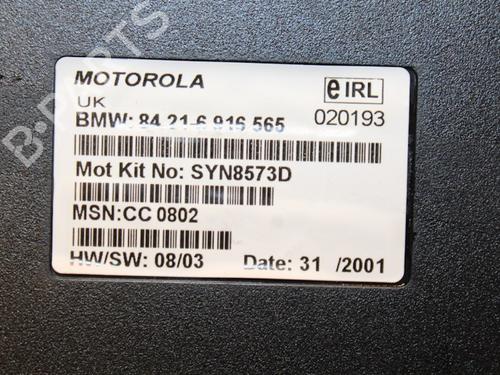 B-PARTS
MOTOROLA
e IRL
UK
020193
BMW: 84 21-6 916 565
Mot Kit No: SYN8573D
MSN:CC 0802
HW/SW: 08/03 Date: 31 /2001